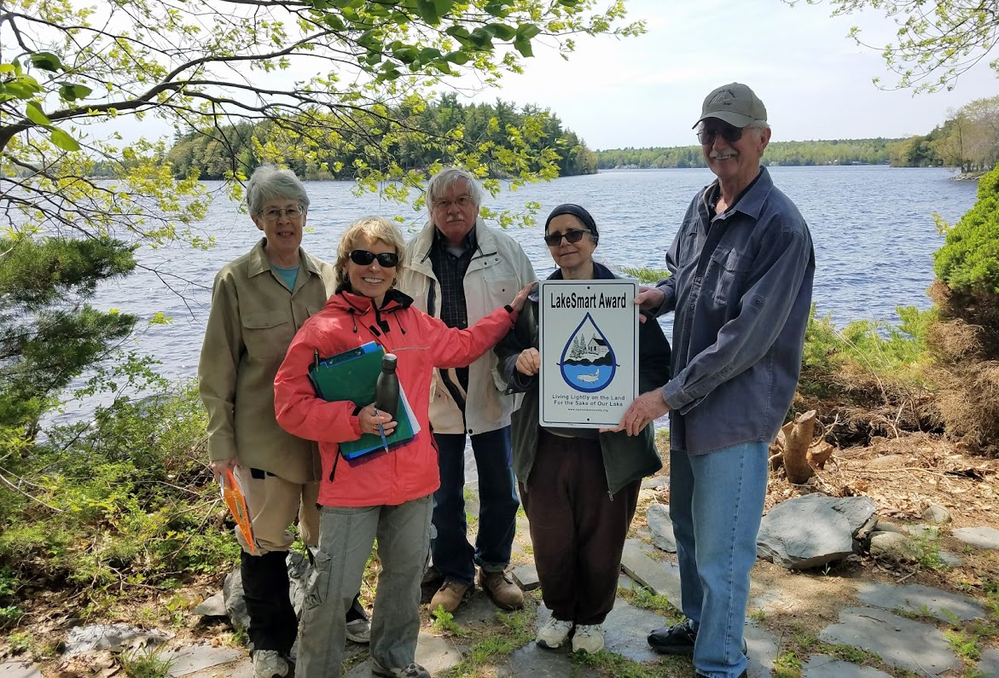 LakeSmart Award
Living Lightly on the Land
For the Sake of Our Lake